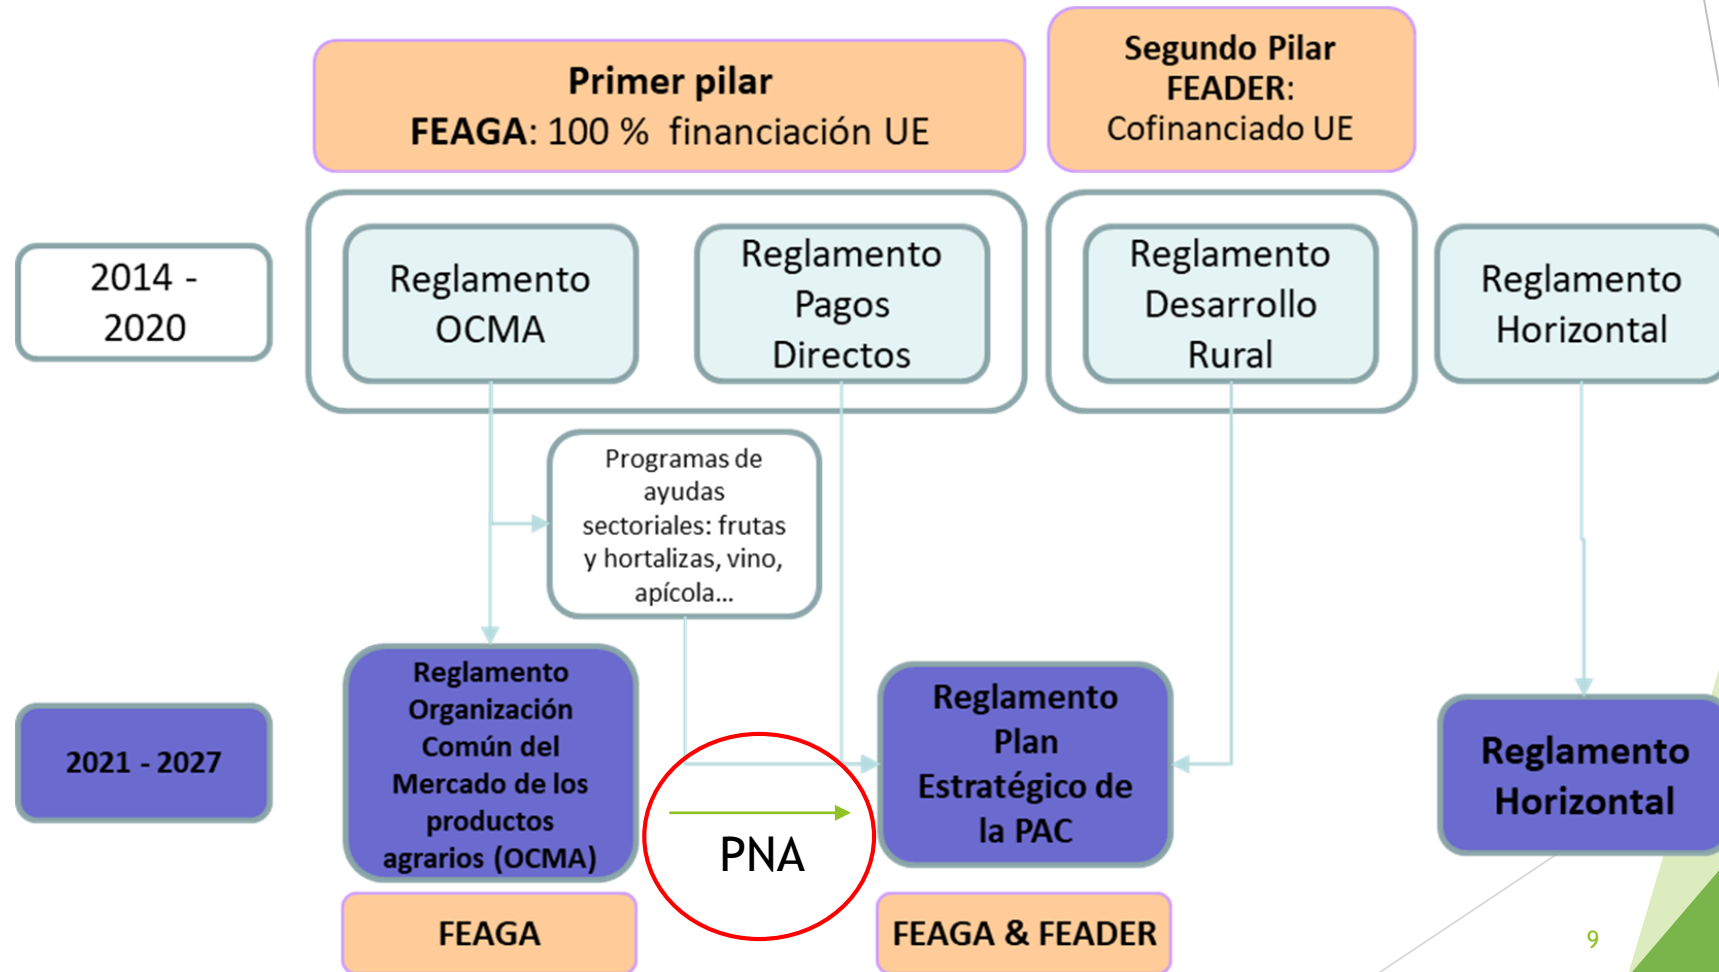 Primer pilar
FEAGA: 100 % financiación UE
Segundo Pilar
FEADER:
Cofinanciado UE
2014 -
2020
Reglamento
OCMA
Reglamento
Pagos
Directos
Reglamento
Desarrollo
Rural
Reglamento
Horizontal
Programas de
ayudas
sectoriales: frutas
y hortalizas, vino,
apícola...
2021 - 2027
Reglamento
Organización
Común del
Mercado de los
productos
agrarios (OCMA)
PNA
Reglamento
Plan
Estratégico de
la PAC
Reglamento
Horizontal
FEAGA
FEAGA & FEADER
9